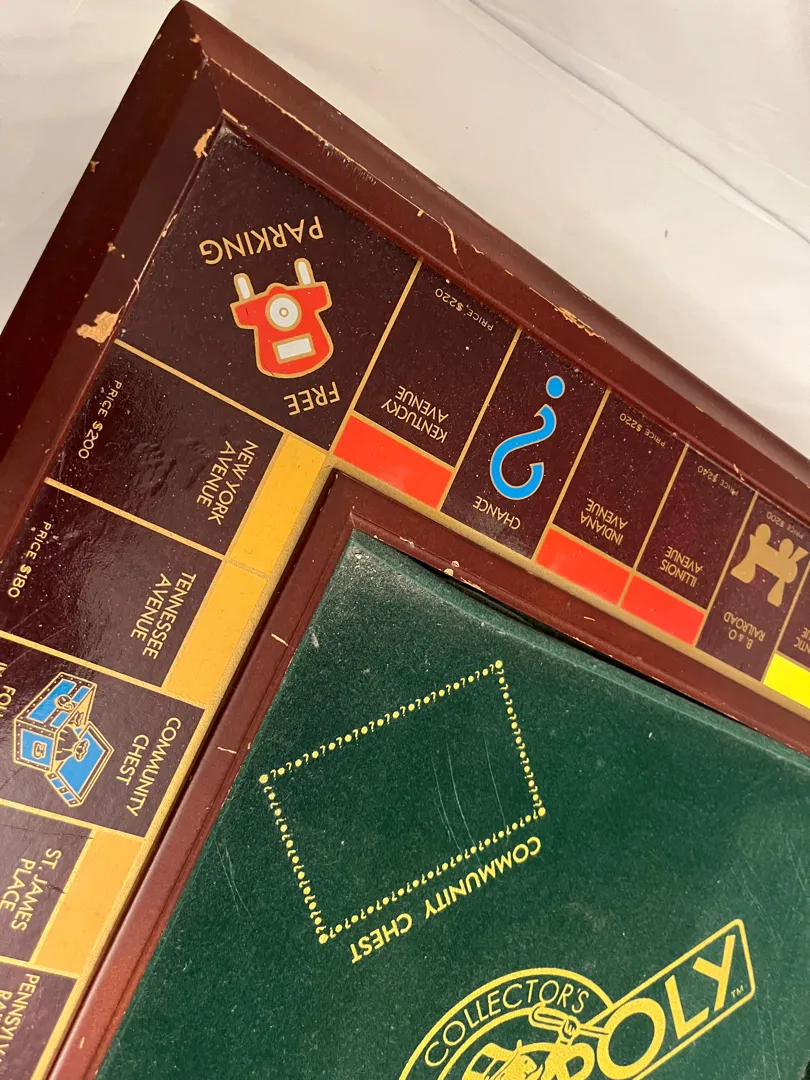 FREE
PARKING
PRICE $220
KENTUCKY
AVENUE
CHANCE
PRICE $220
INDIANA
AVENUE
PRICE $240
ILLINOIS
AVENUE
PRICE $200
B. & O.
RAILROAD
PRICE $200
NEW YORK
AVENUE
PRICE $180
TENNESSEE
AVENUE
COMMUNITY
CHEST
ST. JAMES
PLACE
COMMUNITY CHEST
COLLECTOR'S
OLY
TM